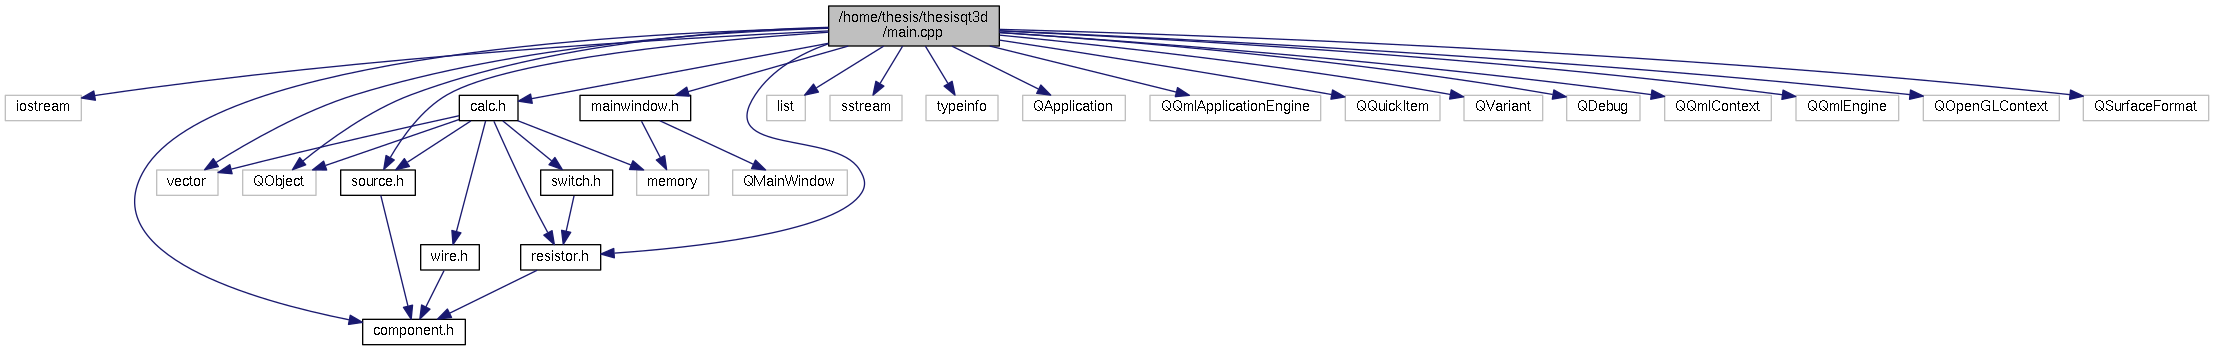 /home/thesis/thesisqt3d
/main.cpp
iostream
calc.h
mainwindow.h
list
sstream
typeinfo
QApplication
QQmlApplicationEngine
QQuickItem
QVariant
QDebug
QQmlContext
QQmlEngine
QOpenGLContext
QSurfaceFormat
vector
QObject
source.h
switch.h
memory
QMainWindow
wire.h
resistor.h
component.h